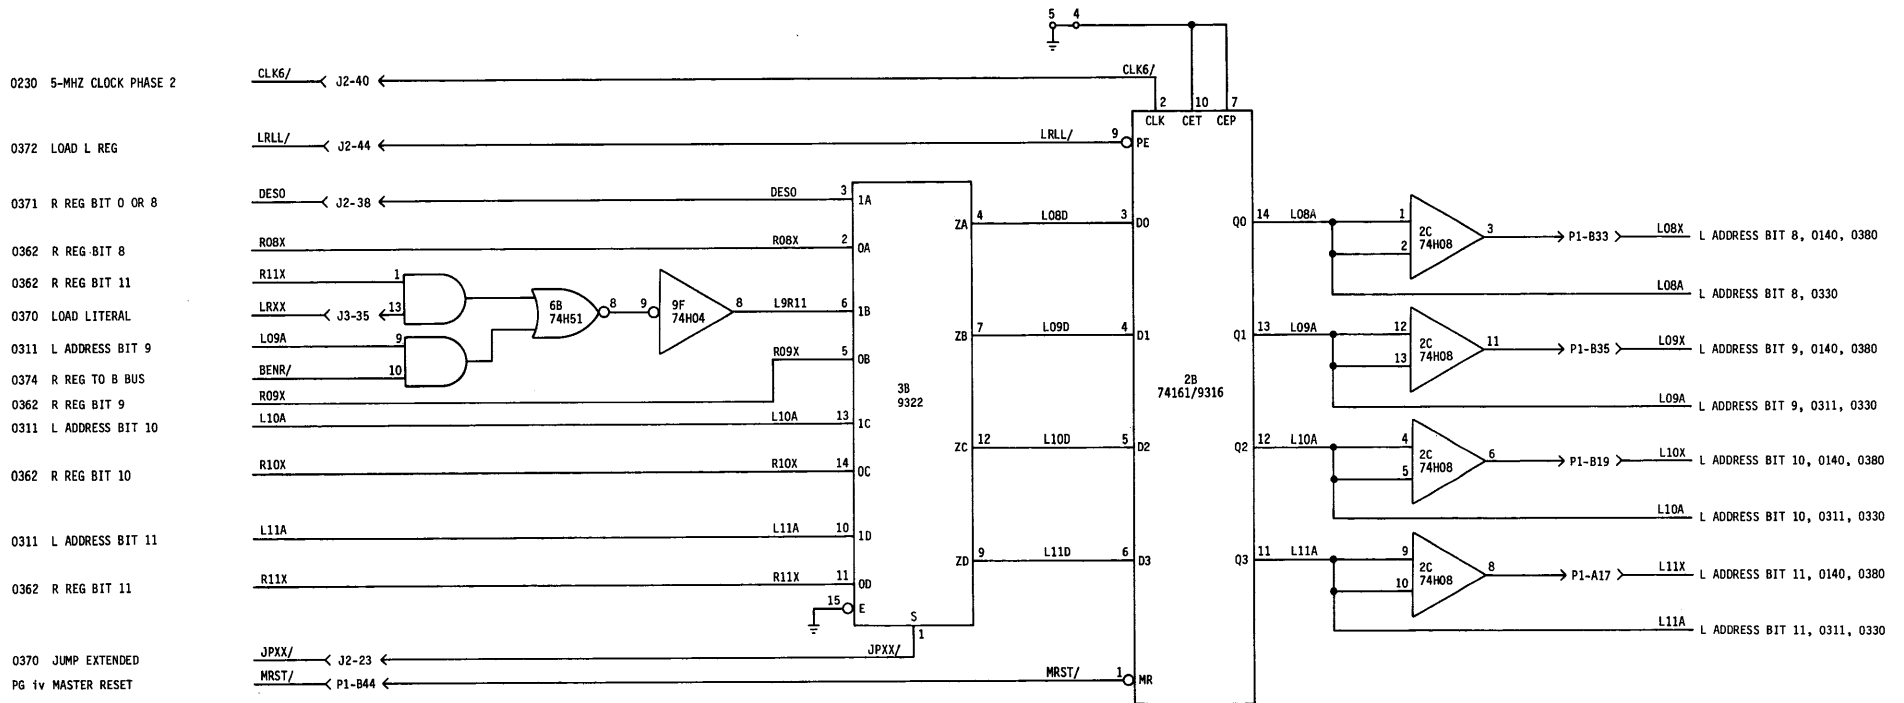 5 4
0230 5-MHZ CLOCK PHASE 2 CLK6/ J2-40 CLK6/
2 10 7
CLK CET CEP
0372 LOAD L REG LRLL/ J2-44 LRLL/ 9 PE
0371 R REG BIT 0 OR 8 DES0 J2-38 DES0 3 1A
ZA 4 L08D 3 D0
Q0 14 L08A 1 2 2C 74H08 3 P1-B33 L08X L ADDRESS BIT 8, 0140, 0380
0362 R REG BIT 8 R08X R08X 2 0A
0362 R REG BIT 11 R11X 1
L08A L ADDRESS BIT 8, 0330
0370 LOAD LITERAL LRXX J3-35 13
6B 74H51 8 9 9F 74H04 8 L9R11 6 1B
ZB 7 L09D 4 D1
Q1 13 L09A 12 13 2C 74H08 11 P1-B35 L09X L ADDRESS BIT 9, 0140, 0380
0311 L ADDRESS BIT 9 L09A 9
0374 R REG TO B BUS BENR/ 10
R09X 5 0B
0362 R REG BIT 9 R09X
3B
9322
2B
74161/9316
L09A L ADDRESS BIT 9, 0311, 0330
0311 L ADDRESS BIT 10 L10A L10A 13 1C
ZC 12 L10D 5 D2
Q2 12 L10A 4 5 2C 74H08 6 P1-B19 L10X L ADDRESS BIT 10, 0140, 0380
0362 R REG BIT 10 R10X R10X 14 0C
L10A L ADDRESS BIT 10, 0311, 0330
0311 L ADDRESS BIT 11 L11A L11A 10 1D
ZD 9 L11D 6 D3
Q3 11 L11A 9 10 2C 74H08 8 P1-A17 L11X L ADDRESS BIT 11, 0140, 0380
0362 R REG BIT 11 R11X R11X 11 0D
15 E
S
1
L11A L ADDRESS BIT 11, 0311, 0330
0370 JUMP EXTENDED JPXX/ J2-23 JPXX/
PG iv MASTER RESET MRST/ P1-B44 MRST/ 1 MR